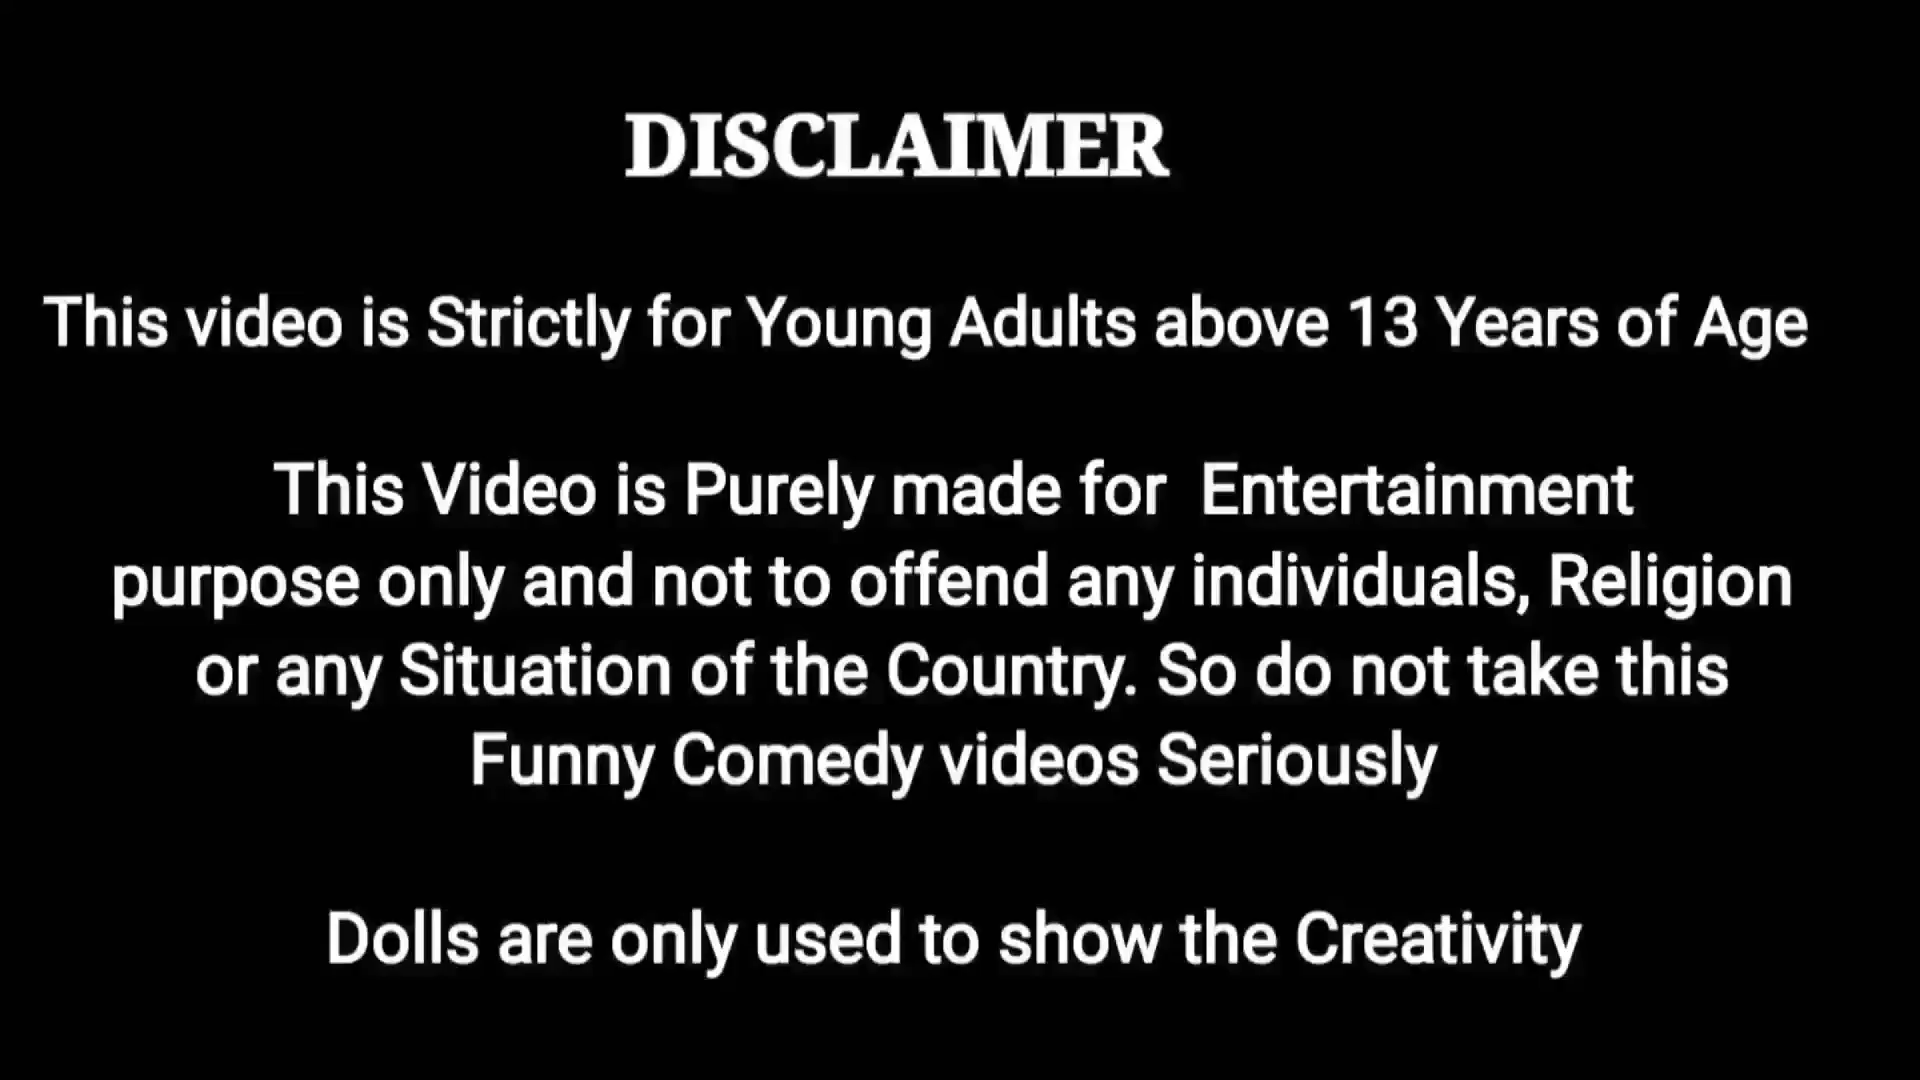 DISCLAIMER
This video is Strictly for Young Adults above 13 Years of Age
This Video is Purely made for Entertainment
purpose only and not to offend any individuals, Religion
or any Situation of the Country. So do not take this
Funny Comedy videos Seriously
Dolls are only used to show the Creativity